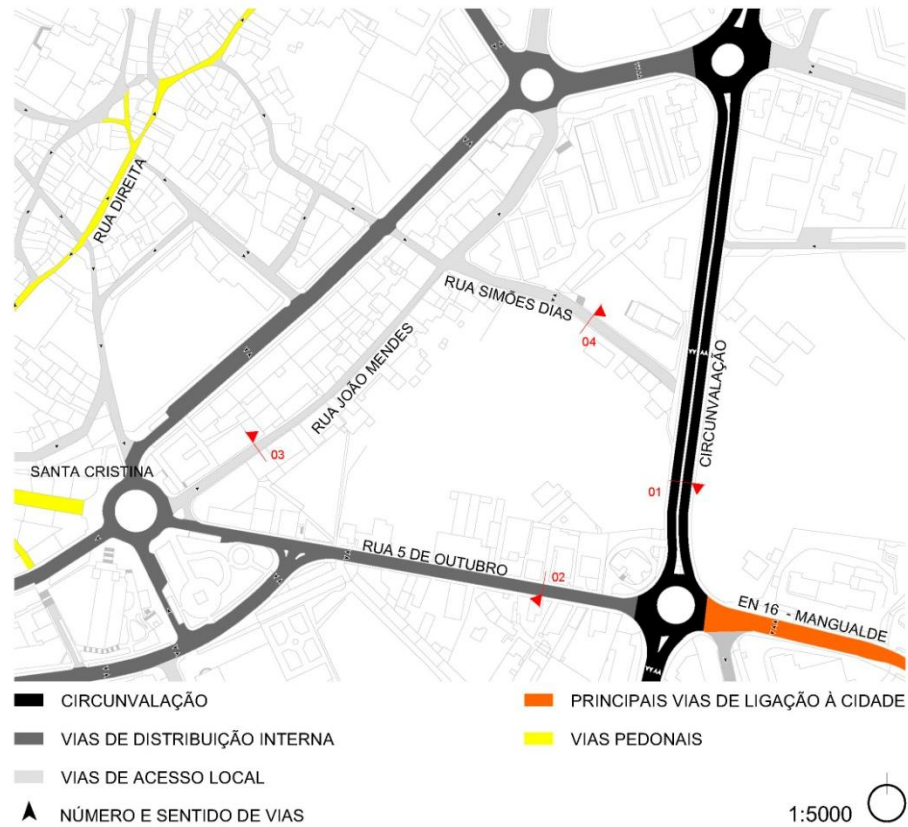 RUA DIREITA
RUA SIMÕES DIAS
04
RUA JOÃO MENDES
CIRCUNVALAÇÃO
03
SANTA CRISTINA
01
RUA 5 DE OUTUBRO
02
EN 16 - MANGUALDE
CIRCUNVALAÇÃO
PRINCIPAIS VIAS DE LIGAÇÃO À CIDADE
VIAS DE DISTRIBUIÇÃO INTERNA
VIAS PEDONAIS
VIAS DE ACESSO LOCAL
NÚMERO E SENTIDO DE VIAS
1:5000